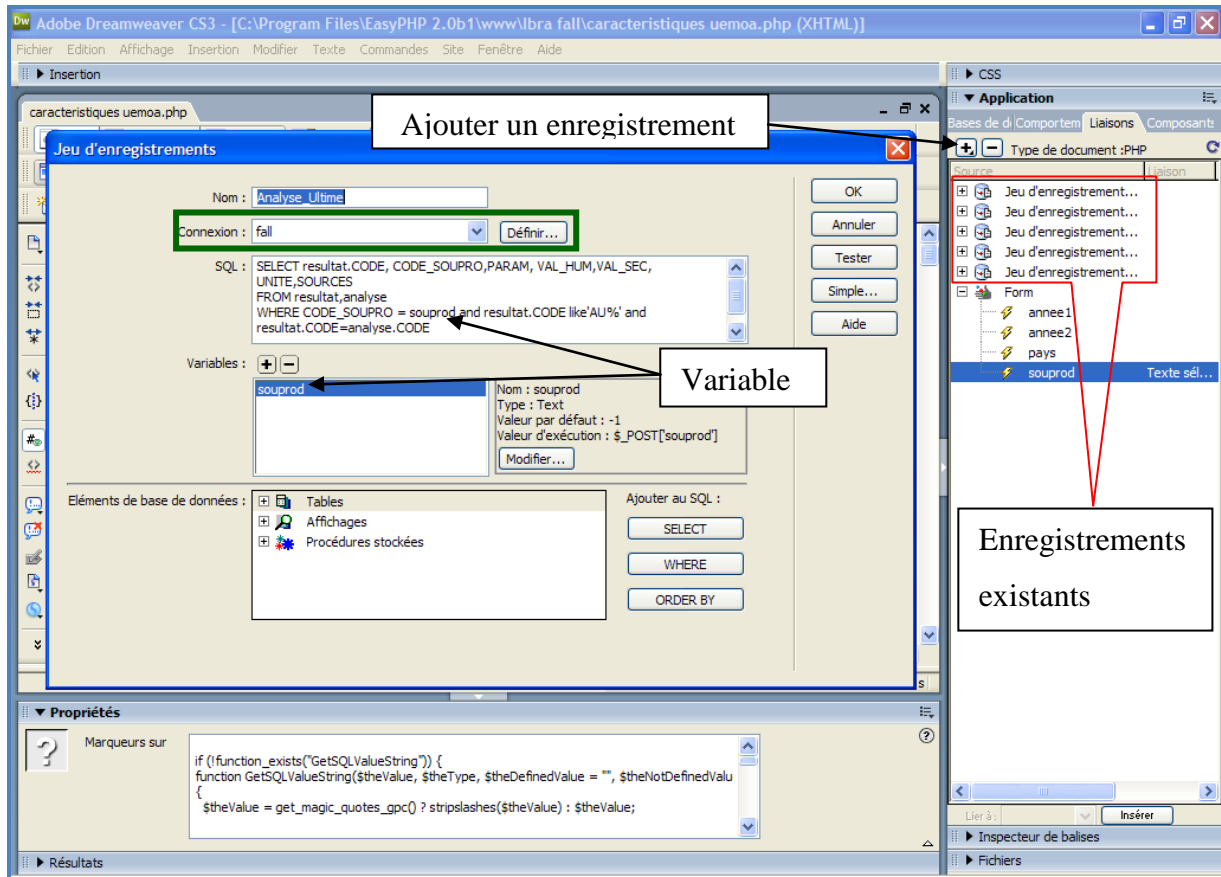 Adobe Dreamweaver CS3 - [C:\Program Files\EasyPHP 2.0b1\www\Ibra fall\caracteristiques uemoa.php (XHTML)]
Fichier Edition Affichage Insertion Modifier Texte Commandes Site Fenêtre Aide
Insertion
caracteristiques uemoa.php
Ajouter un enregistrement
Jeu d'enregistrements
Nom : Analyse_Ultime
Connexion : fall Définir...
SQL : SELECT resultat.CODE, CODE_SOUPRO,PARAM, VAL_HUM,VAL_SEC,
UNITE,SOURCES
FROM resultat,analyse
WHERE CODE_SOUPRO = souprod and resultat.CODE like'AU%' and
resultat.CODE=analyse.CODE
Variables :
souprod
Nom : souprod
Type : Text
Valeur par défaut : -1
Valeur d'exécution : $_POST['souprod']
Modifier...
Variable
Eléments de base de données :
Tables
Affichages
Procédures stockées
Ajouter au SQL :
SELECT
WHERE
ORDER BY
OK
Annuler
Tester
Simple...
Aide
CSS
Application
Bases de d Comportem Liaisons Composants
Type de document :PHP
Source Liaison
Jeu d'enregistrement...
Jeu d'enregistrement...
Jeu d'enregistrement...
Jeu d'enregistrement...
Jeu d'enregistrement...
Form
annee1
annee2
pays
souprod Texte sél...
Enregistrements
existants
Lier à : Insérer
Inspecteur de balises
Fichiers
Propriétés
Marqueurs sur
if (!function_exists("GetSQLValueString")) {
function GetSQLValueString($theValue, $theType, $theDefinedValue = "", $theNotDefinedValu
{
$theValue = get_magic_quotes_gpc() ? stripslashes($theValue) : $theValue;
Résultats